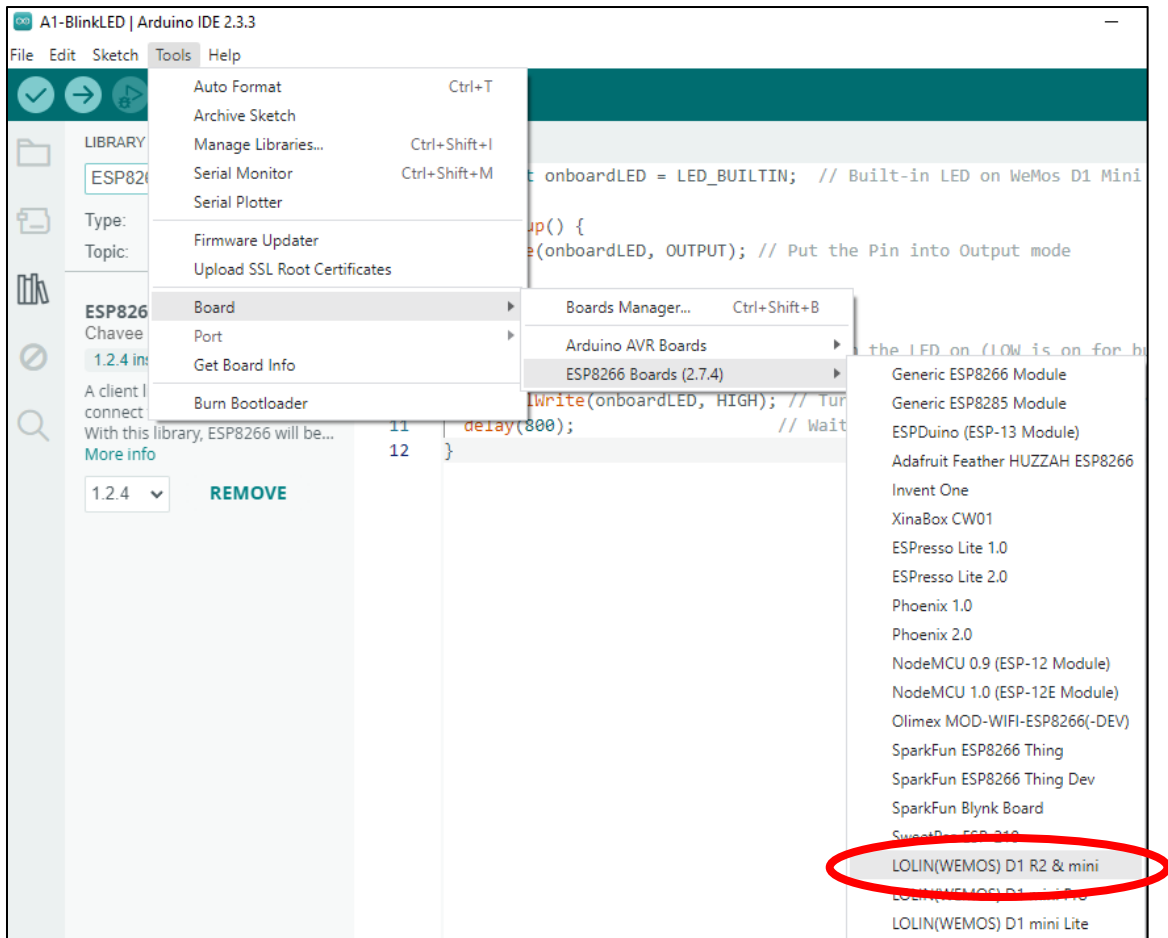 A1-BlinkLED | Arduino IDE 2.3.3
File Edit Sketch Tools Help
Auto Format Ctrl+T
Archive Sketch
Manage Libraries... Ctrl+Shift+I
Serial Monitor Ctrl+Shift+M
Serial Plotter
Firmware Updater
Upload SSL Root Certificates
Board
Port
Get Board Info
Burn Bootloader
LIBRARY
ESP82
Type:
Topic:
ESP826
Chavee
1.2.4
A client
connect
With this library, ESP8266 will be...
More info
1.2.4 REMOVE
onboardLED = LED_BUILTIN; // Built-in LED on WeMos D1 Mini
up() {
(onboardLED, OUTPUT); // Put the Pin into Output mode
the LED on (LOW is on for
lWrite(onboardLED, HIGH); // Tur
11 delay(800); // Wait
12 }
Boards Manager... Ctrl+Shift+B
Arduino AVR Boards
ESP8266 Boards (2.7.4)
Generic ESP8266 Module
Generic ESP8285 Module
ESPDuino (ESP-13 Module)
Adafruit Feather HUZZAH ESP8266
Invent One
XinaBox CW01
ESPresso Lite 1.0
ESPresso Lite 2.0
Phoenix 1.0
Phoenix 2.0
NodeMCU 0.9 (ESP-12 Module)
NodeMCU 1.0 (ESP-12E Module)
Olimex MOD-WIFI-ESP8266(-DEV)
SparkFun ESP8266 Thing
SparkFun ESP8266 Thing Dev
SparkFun Blynk Board
SweetPea ESP-210
LOLIN(WEMOS) D1 R2 & mini
LOLIN(WEMOS) D1 mini Pro
LOLIN(WEMOS) D1 mini Lite